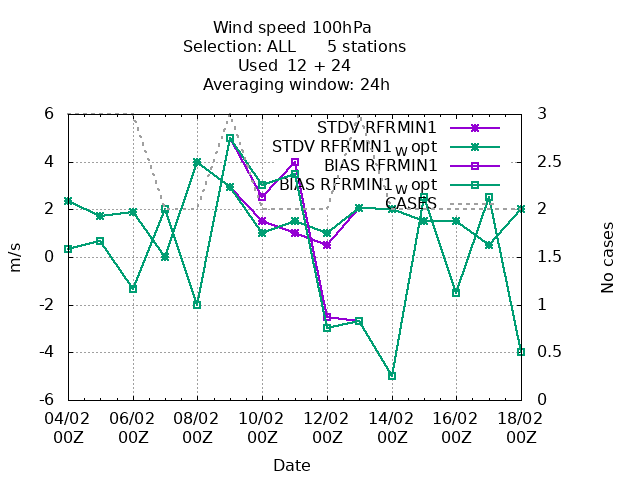 Wind speed 100hPa
Selection: ALL 5 stations
Used 12 + 24
Averaging window: 24h
STDV RFRMIN1
STDV RFRMIN1_W opt
BIAS RFRMIN1
BIAS RFRMIN1_W opt
CASES
6
4
2
0
-2
-4
-6
m/s
3
2.5
2
1.5
1
0.5
0
No cases
04/02 06/02 08/02 10/02 12/02 14/02 16/02 18/02
00Z 00Z 00Z 00Z 00Z 00Z 00Z 00Z
Date